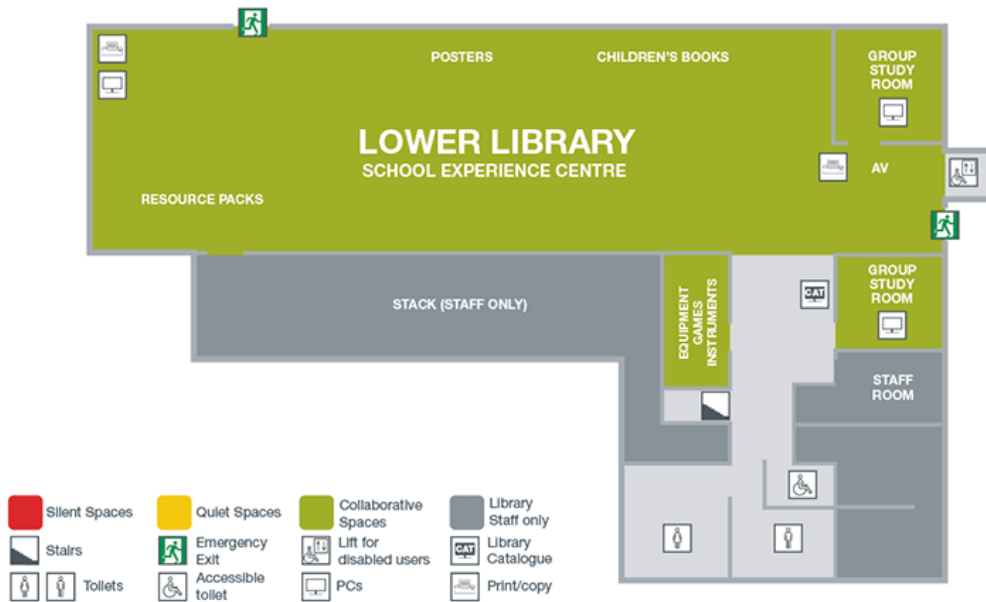 POSTERS
CHILDREN'S BOOKS
GROUP
STUDY
ROOM
LOWER LIBRARY
SCHOOL EXPERIENCE CENTRE
AV
RESOURCE PACKS
STACK (STAFF ONLY)
EQUIPMENT
GAMES
INSTRUMENTS
CAT
GROUP
STUDY
ROOM
STAFF
ROOM
Silent Spaces
Quiet Spaces
Collaborative
Spaces
Library
Staff only
Stairs
Emergency
Exit
Lift for
disabled users
CAT
Library
Catalogue
Toilets
Accessible
toilet
PCs
Print/copy